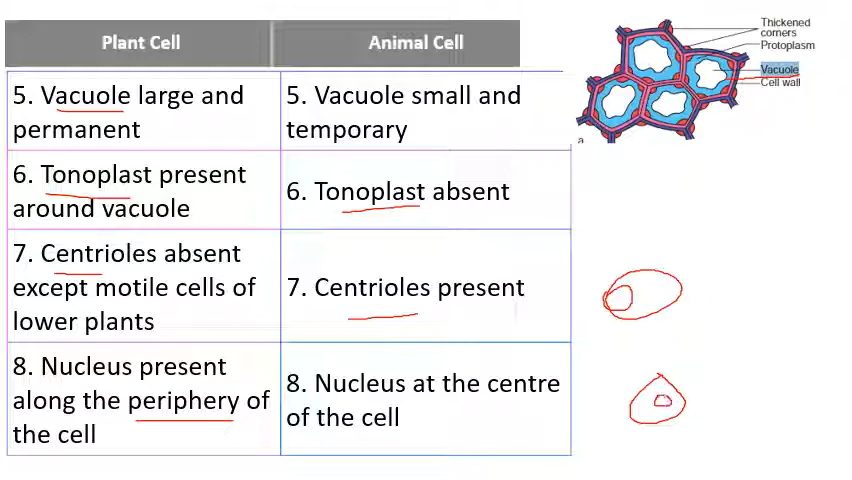 Plant Cell
Animal Cell
5. Vacuole large and
permanent
5. Vacuole small and
temporary
6. Tonoplast present
around vacuole
6. Tonoplast absent
7. Centrioles absent
except motile cells of
lower plants
7. Centrioles present
8. Nucleus present
along the periphery of
the cell
8. Nucleus at the centre
of the cell
Thickened
corners
Protoplasm
Vacuole
Cell wall
a